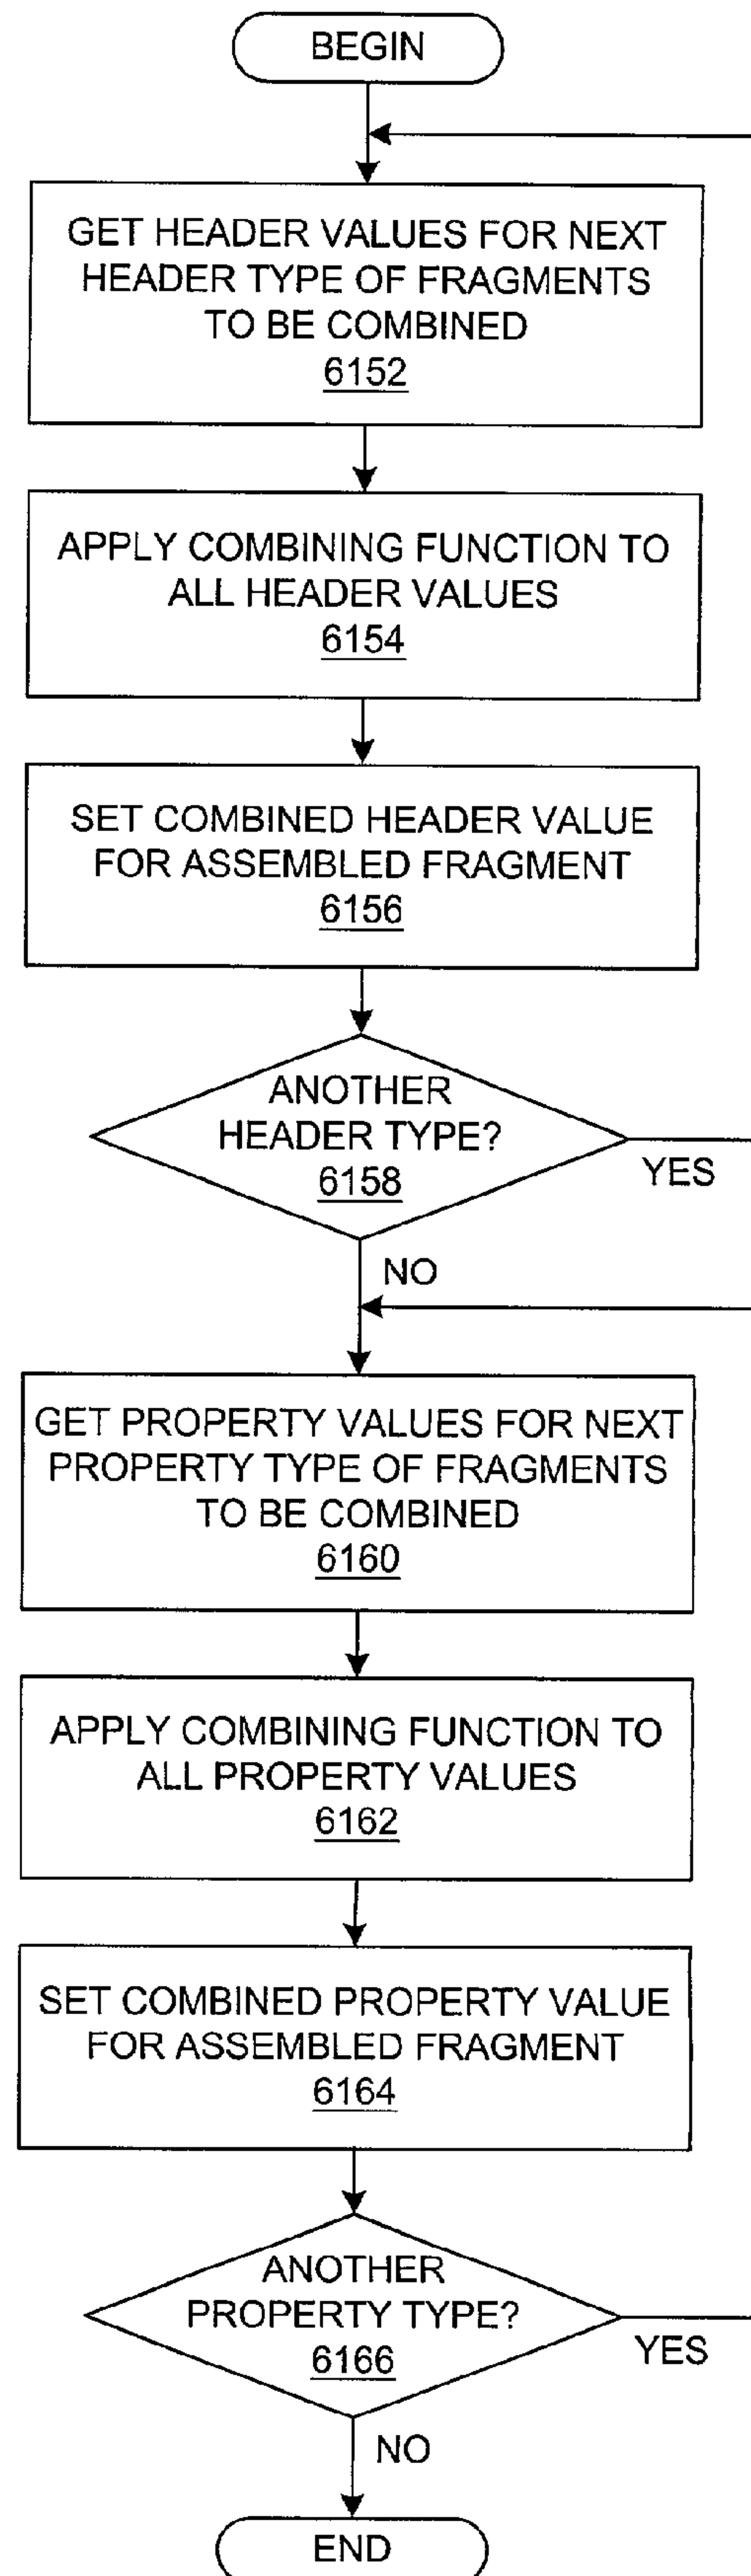 BEGIN
GET HEADER VALUES FOR NEXT
HEADER TYPE OF FRAGMENTS
TO BE COMBINED
6152
APPLY COMBINING FUNCTION TO
ALL HEADER VALUES
6154
SET COMBINED HEADER VALUE
FOR ASSEMBLED FRAGMENT
6156
ANOTHER
HEADER TYPE?
6158
YES
NO
GET PROPERTY VALUES FOR NEXT
PROPERTY TYPE OF FRAGMENTS
TO BE COMBINED
6160
APPLY COMBINING FUNCTION TO
ALL PROPERTY VALUES
6162
SET COMBINED PROPERTY VALUE
FOR ASSEMBLED FRAGMENT
6164
ANOTHER
PROPERTY TYPE?
6166
YES
NO
END